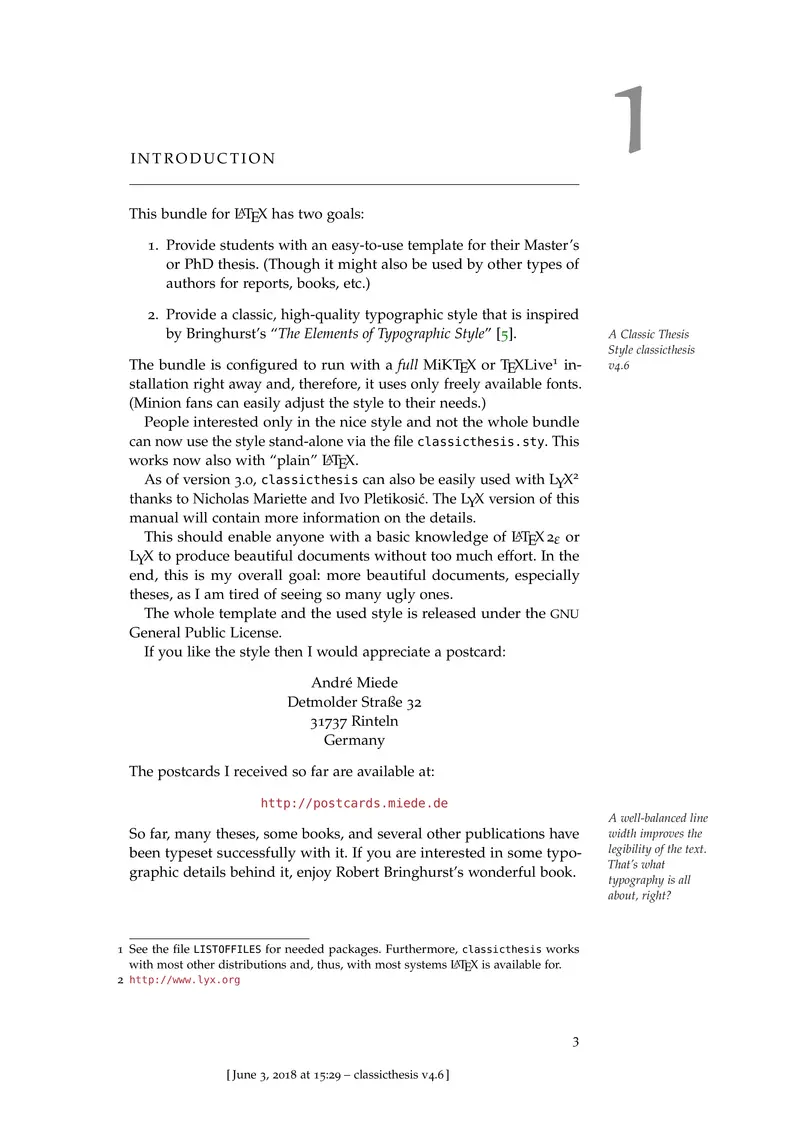 1
INTRODUCTION
This bundle for LATEX has two goals:
1. Provide students with an easy-to-use template for their Master's
or PhD thesis. (Though it might also be used by other types of
authors for reports, books, etc.)
2. Provide a classic, high-quality typographic style that is inspired
by Bringhurst's “The Elements of Typographic Style” [5].
A Classic Thesis
Style classicthesis
v4.6
The bundle is configured to run with a full MiKTEX or TEXLive¹ in-
stallation right away and, therefore, it uses only freely available fonts.
(Minion fans can easily adjust the style to their needs.)
People interested only in the nice style and not the whole bundle
can now use the style stand-alone via the file classicthesis.sty. This
works now also with “plain” LATEX.
As of version 3.0, classicthesis can also be easily used with LYX²
thanks to Nicholas Mariette and Ivo Pletikosić. The LYX version of this
manual will contain more information on the details.
This should enable anyone with a basic knowledge of LATEX 2ε or
LYX to produce beautiful documents without too much effort. In the
end, this is my overall goal: more beautiful documents, especially
theses, as I am tired of seeing so many ugly ones.
The whole template and the used style is released under the GNU
General Public License.
If you like the style then I would appreciate a postcard:
André Miede
Detmolder Straße 32
31737 Rinteln
Germany
The postcards I received so far are available at:
http://postcards.miede.de
So far, many theses, some books, and several other publications have
been typeset successfully with it. If you are interested in some typo-
graphic details behind it, enjoy Robert Bringhurst's wonderful book.
A well-balanced line
width improves the
legibility of the text.
That's what
typography is all
about, right?
1 See the file LISTOFFILES for needed packages. Furthermore, classicthesis works
with most other distributions and, thus, with most systems LATEX is available for.
2 http://www.lyx.org
3
[ June 3, 2018 at 15:29 – classicthesis v4.6 ]